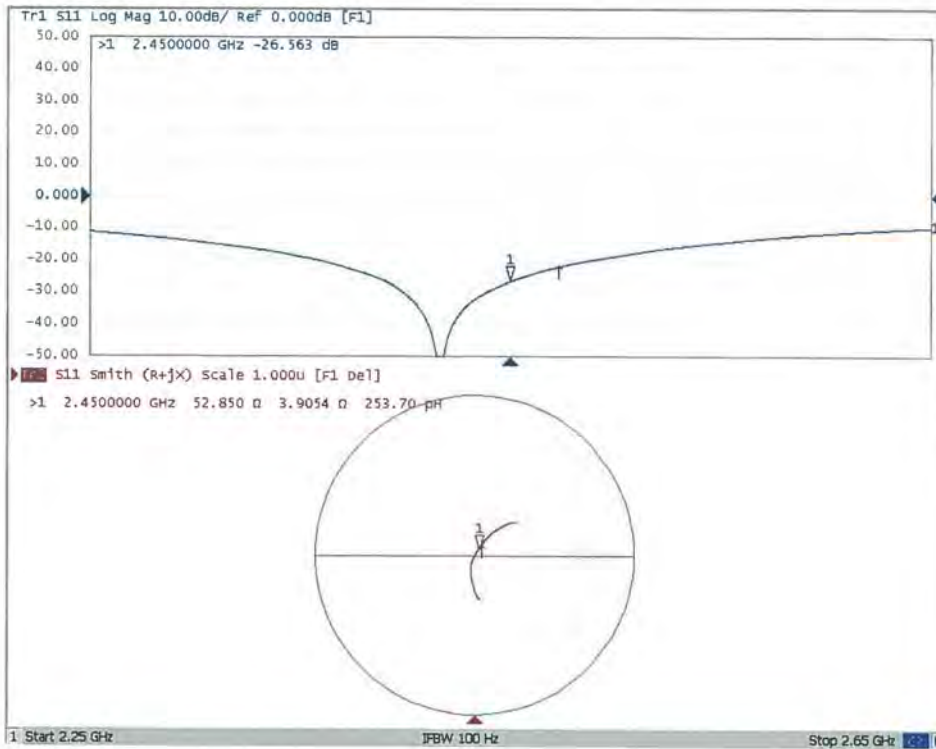 Tr1 S11 Log Mag 10.00dB/ Ref 0.000dB [F1]
50.00
>1 2.4500000 GHz -26.563 dB
40.00
30.00
20.00
10.00
0.000
-10.00
1
-20.00
1
-30.00
-40.00
-50.00
S11 Smith (R+jX) Scale 1.000U [F1 Del]
>1 2.4500000 GHz 52.850 Ω 3.9054 Ω 253.70 pH
1
1 Start 2.25 GHz IFBW 100 Hz Stop 2.65 GHz